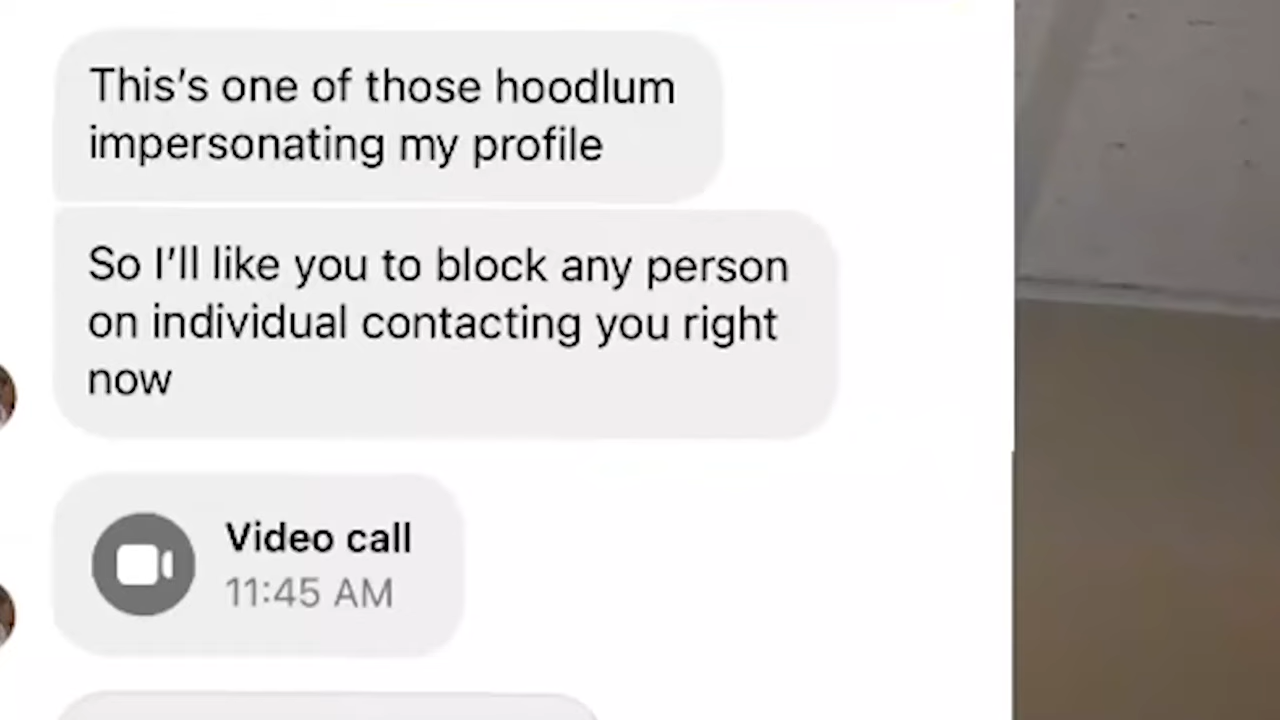 This's one of those hoodlum
impersonating my profile
So I'll like you to block any person
on individual contacting you right
now
Video call
11:45 AM